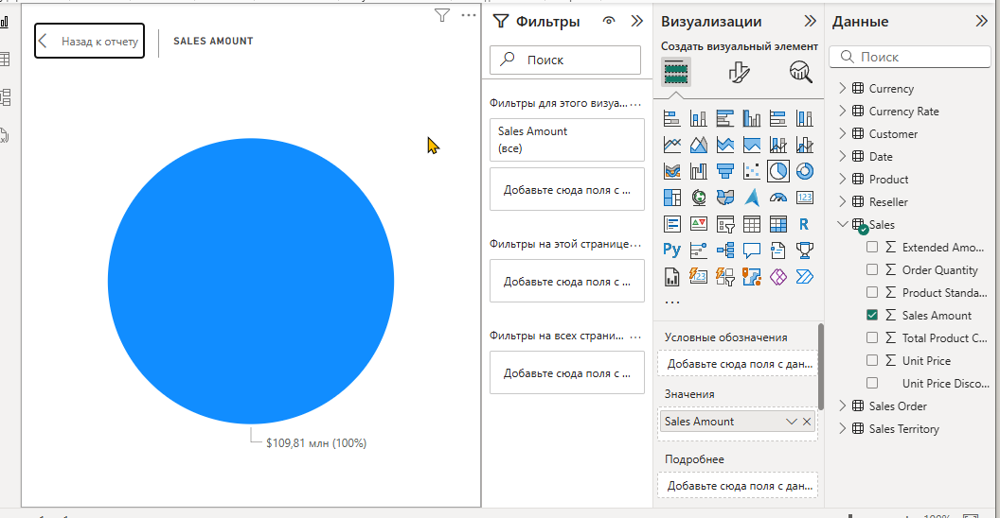 Назад к отчету
SALES AMOUNT
$109,81 млн (100%)
Фильтры
Поиск
Фильтры для этого визуа... ...
Sales Amount
(все)
Добавьте сюда поля с ...
Фильтры на этой странице ...
Добавьте сюда поля с ...
Фильтры на всех страни... ...
Добавьте сюда поля с ...
Визуализации
Создать визуальный элемент
123
R
Py
123
...
Условные обозначения
Добавьте сюда поля с дан...
Значения
Sales Amount
Подробнее
Добавьте сюда поля с дан...
Данные
Поиск
Currency
Currency Rate
Customer
Date
Product
Reseller
Sales
Σ Extended Amo...
Σ Order Quantity
Σ Product Standa...
Σ Sales Amount
Σ Total Product C...
Σ Unit Price
Unit Price Disco...
Sales Order
Sales Territory